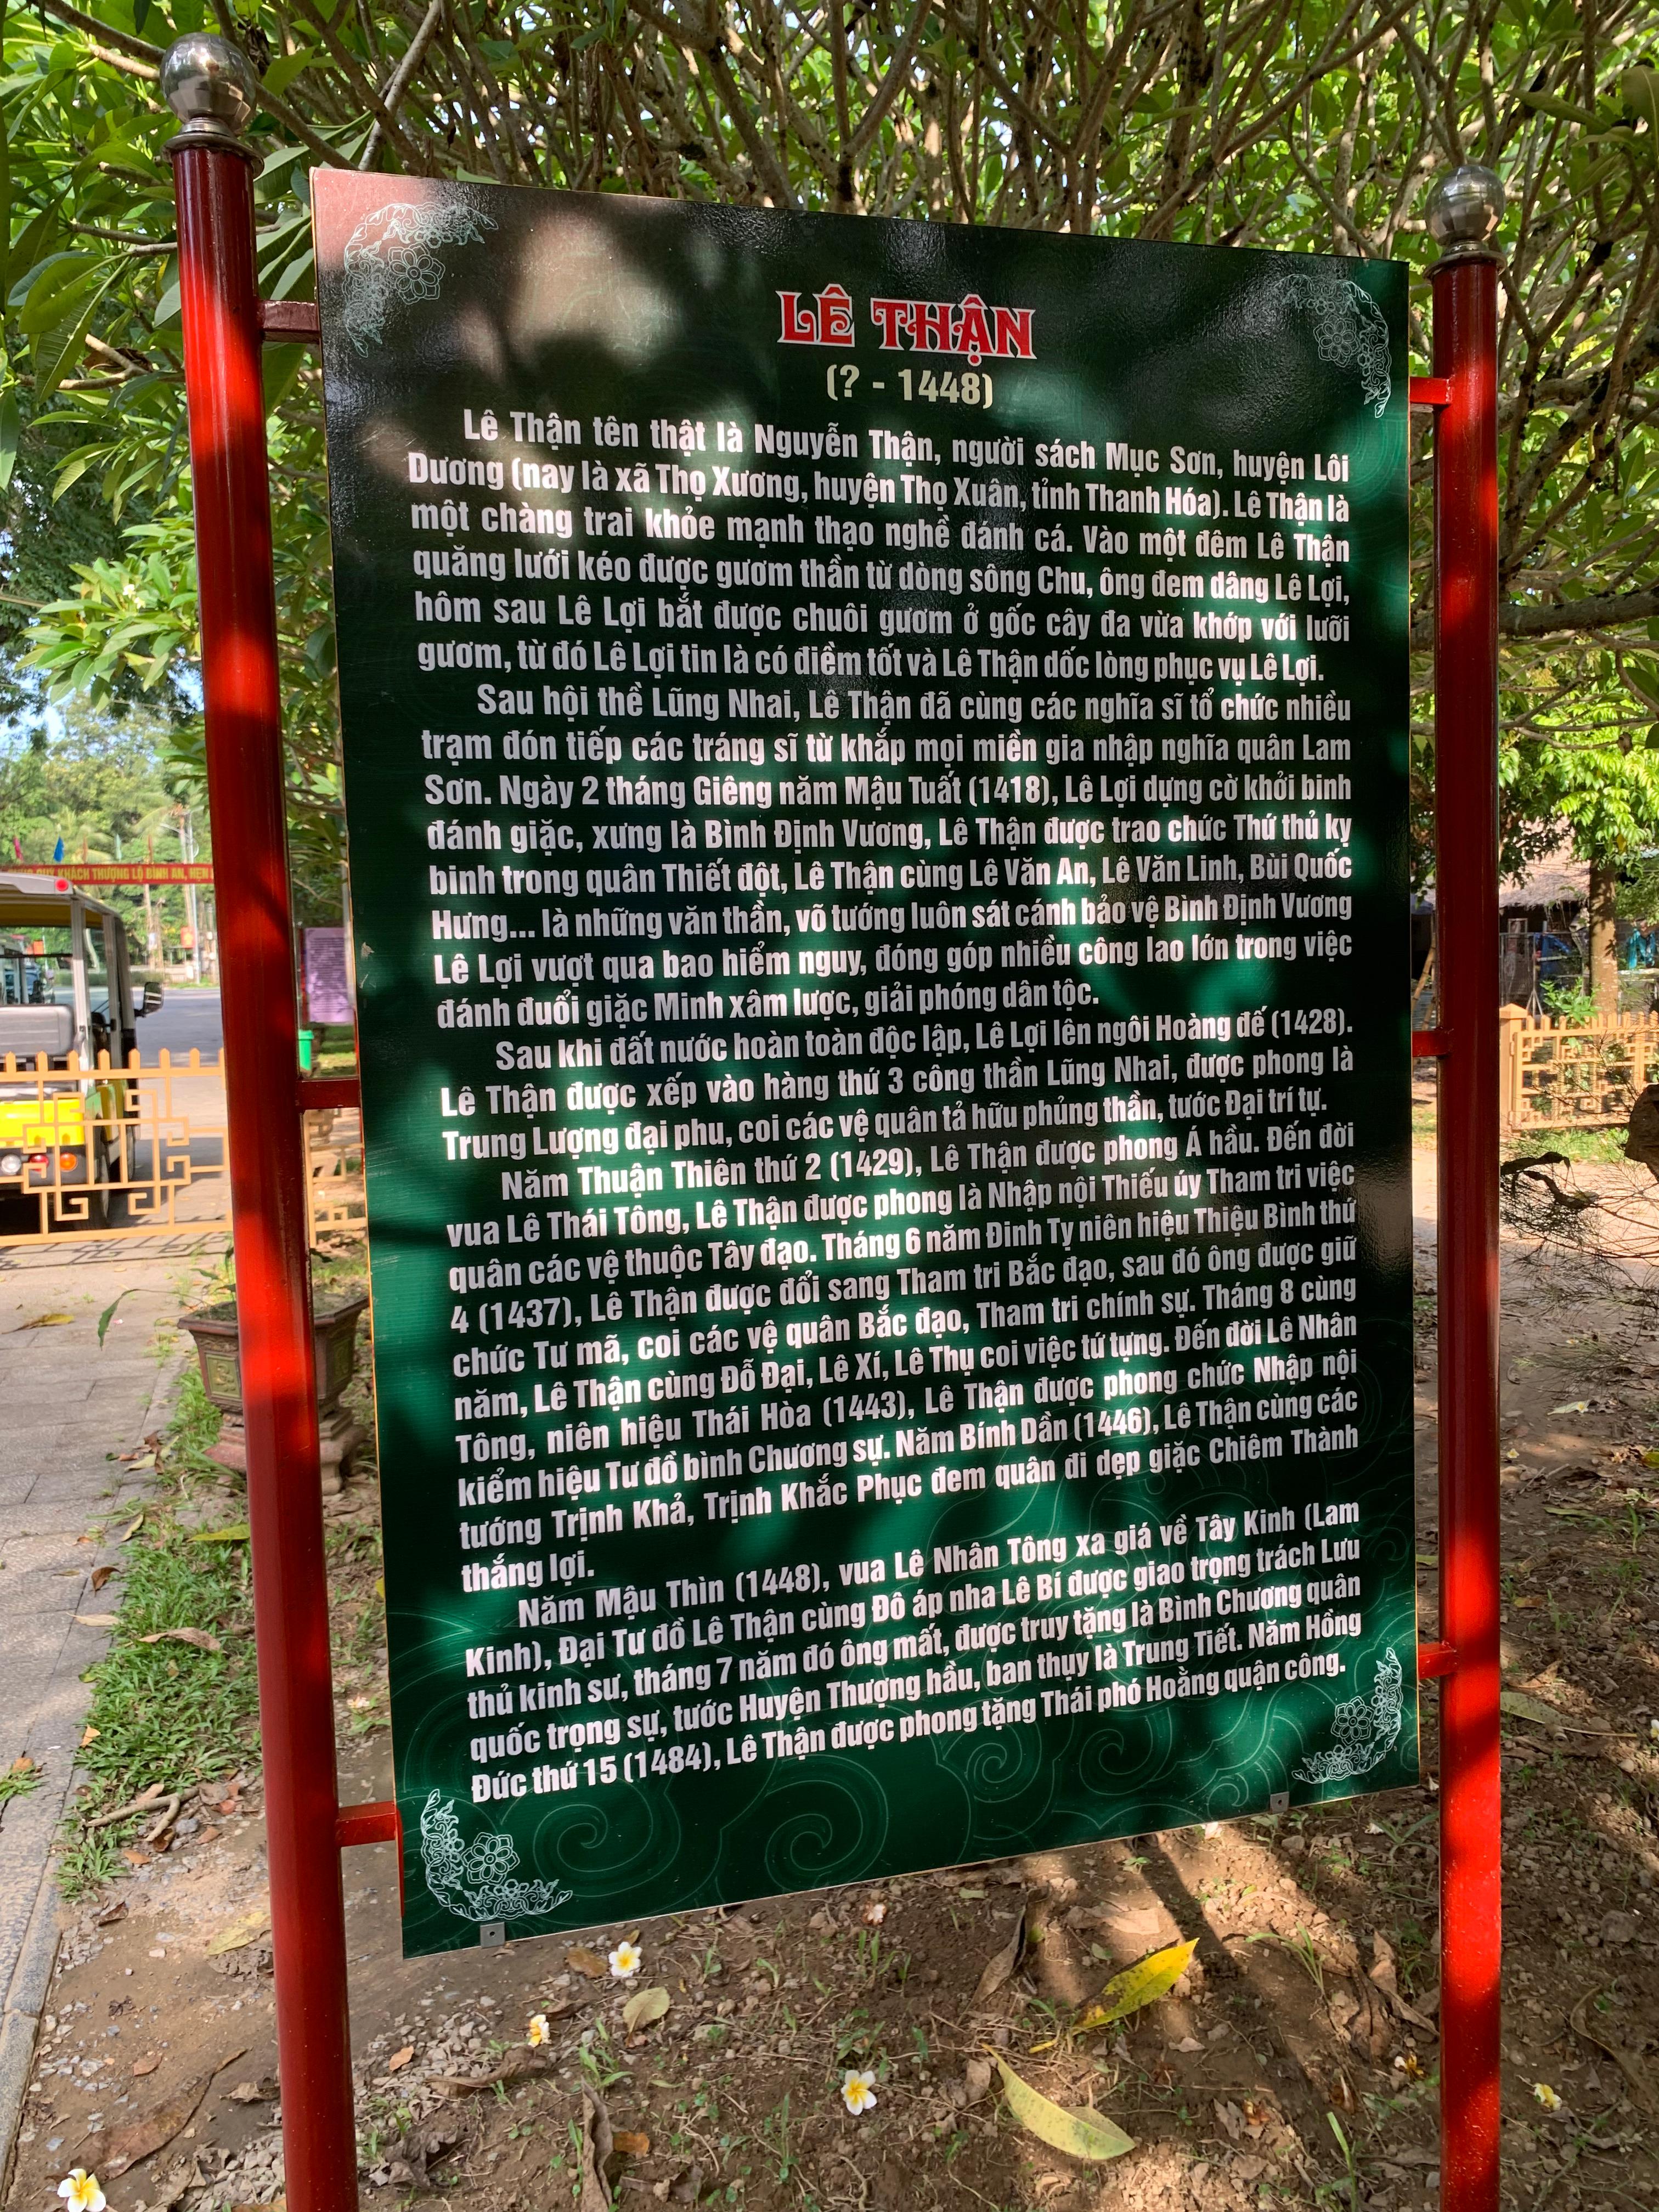 LÊ THẬN
(? - 1448)
Lê Thận tên thật là Nguyễn Thận, người sách Mục Sơn, huyện Lôi
Dương (nay là xã Thọ Xương, huyện Thọ Xuân, tỉnh Thanh Hóa). Lê Thận là
một chàng trai khỏe mạnh thạo nghề đánh cá. Vào một đêm Lê Thận
quăng lưới kéo được gươm thần từ dòng sông Chu, ông đem dâng Lê Lợi,
hôm sau Lê Lợi bắt được chuôi gươm ở gốc cây đa vừa khớp với lưỡi
gươm, từ đó Lê Lợi tin là có điềm tốt và Lê Thận dốc lòng phục vụ Lê Lợi.
Sau hội thề Lũng Nhai, Lê Thận đã cùng các nghĩa sĩ tổ chức nhiều
trạm đón tiếp các tráng sĩ từ khắp mọi miền gia nhập nghĩa quân Lam
Sơn. Ngày 2 tháng Giêng năm Mậu Tuất (1418), Lê Lợi dựng cờ khởi binh
đánh giặc, xưng là Bình Định Vương, Lê Thận được trao chức Thứ thủ kỵ
binh trong quân Thiết đột, Lê Thận cùng Lê Văn An, Lê Văn Linh, Bùi Quốc
Hưng... là những văn thần, võ tướng luôn sát cánh bảo vệ Bình Định Vương
Lê Lợi vượt qua bao hiểm nguy, đóng góp nhiều công lao lớn trong việc
đánh đuổi giặc Minh xâm lược, giải phóng dân tộc.
Sau khi đất nước hoàn toàn độc lập, Lê Lợi lên ngôi Hoàng đế (1428).
Lê Thận được xếp vào hàng thứ 3 công thần Lũng Nhai, được phong là
Trung Lượng đại phu, coi các vệ quân tả hữu phủng thần, tước Đại trí tự.
Năm Thuận Thiên thứ 2 (1429), Lê Thận được phong Á hầu. Đến đời
vua Lê Thái Tông, Lê Thận được phong là Nhập nội Thiếu úy Tham tri việc
quân các vệ thuộc Tây đạo. Tháng 6 năm Đinh Tỵ niên hiệu Thiệu Bình thứ
4 (1437), Lê Thận được đổi sang Tham tri Bắc đạo, sau đó ông được giữ
chức Tư mã, coi các vệ quân Bắc đạo, Tham tri chính sự. Tháng 8 cùng
năm, Lê Thận cùng Đỗ Đại, Lê Xí, Lê Thụ coi việc tứ tụng. Đến đời Lê Nhân
Tông, niên hiệu Thái Hòa (1443), Lê Thận được phong chức Nhập nội
kiểm hiệu Tư đồ bình Chương sự. Năm Bính Dần (1446), Lê Thận cùng các
tướng Trịnh Khả, Trịnh Khắc Phục đem quân đi dẹp giặc Chiêm Thành
thắng lợi.
Năm Mậu Thìn (1448), vua Lê Nhân Tông xa giá về Tây Kinh (Lam
Kinh), Đại Tư đồ Lê Thận cùng Đô áp nha Lê Bí được giao trọng trách Lưu
thủ kinh sư, tháng 7 năm đó ông mất, được truy tặng là Bình Chương quân
quốc trọng sự, tước Huyện Thượng hầu, ban thụy là Trung Tiết. Năm Hồng
Đức thứ 15 (1484), Lê Thận được phong tặng Thái phó Hoằng quận công.
QUÝ KHÁCH THƯỢNG LỘ BÌNH AN, HẸN